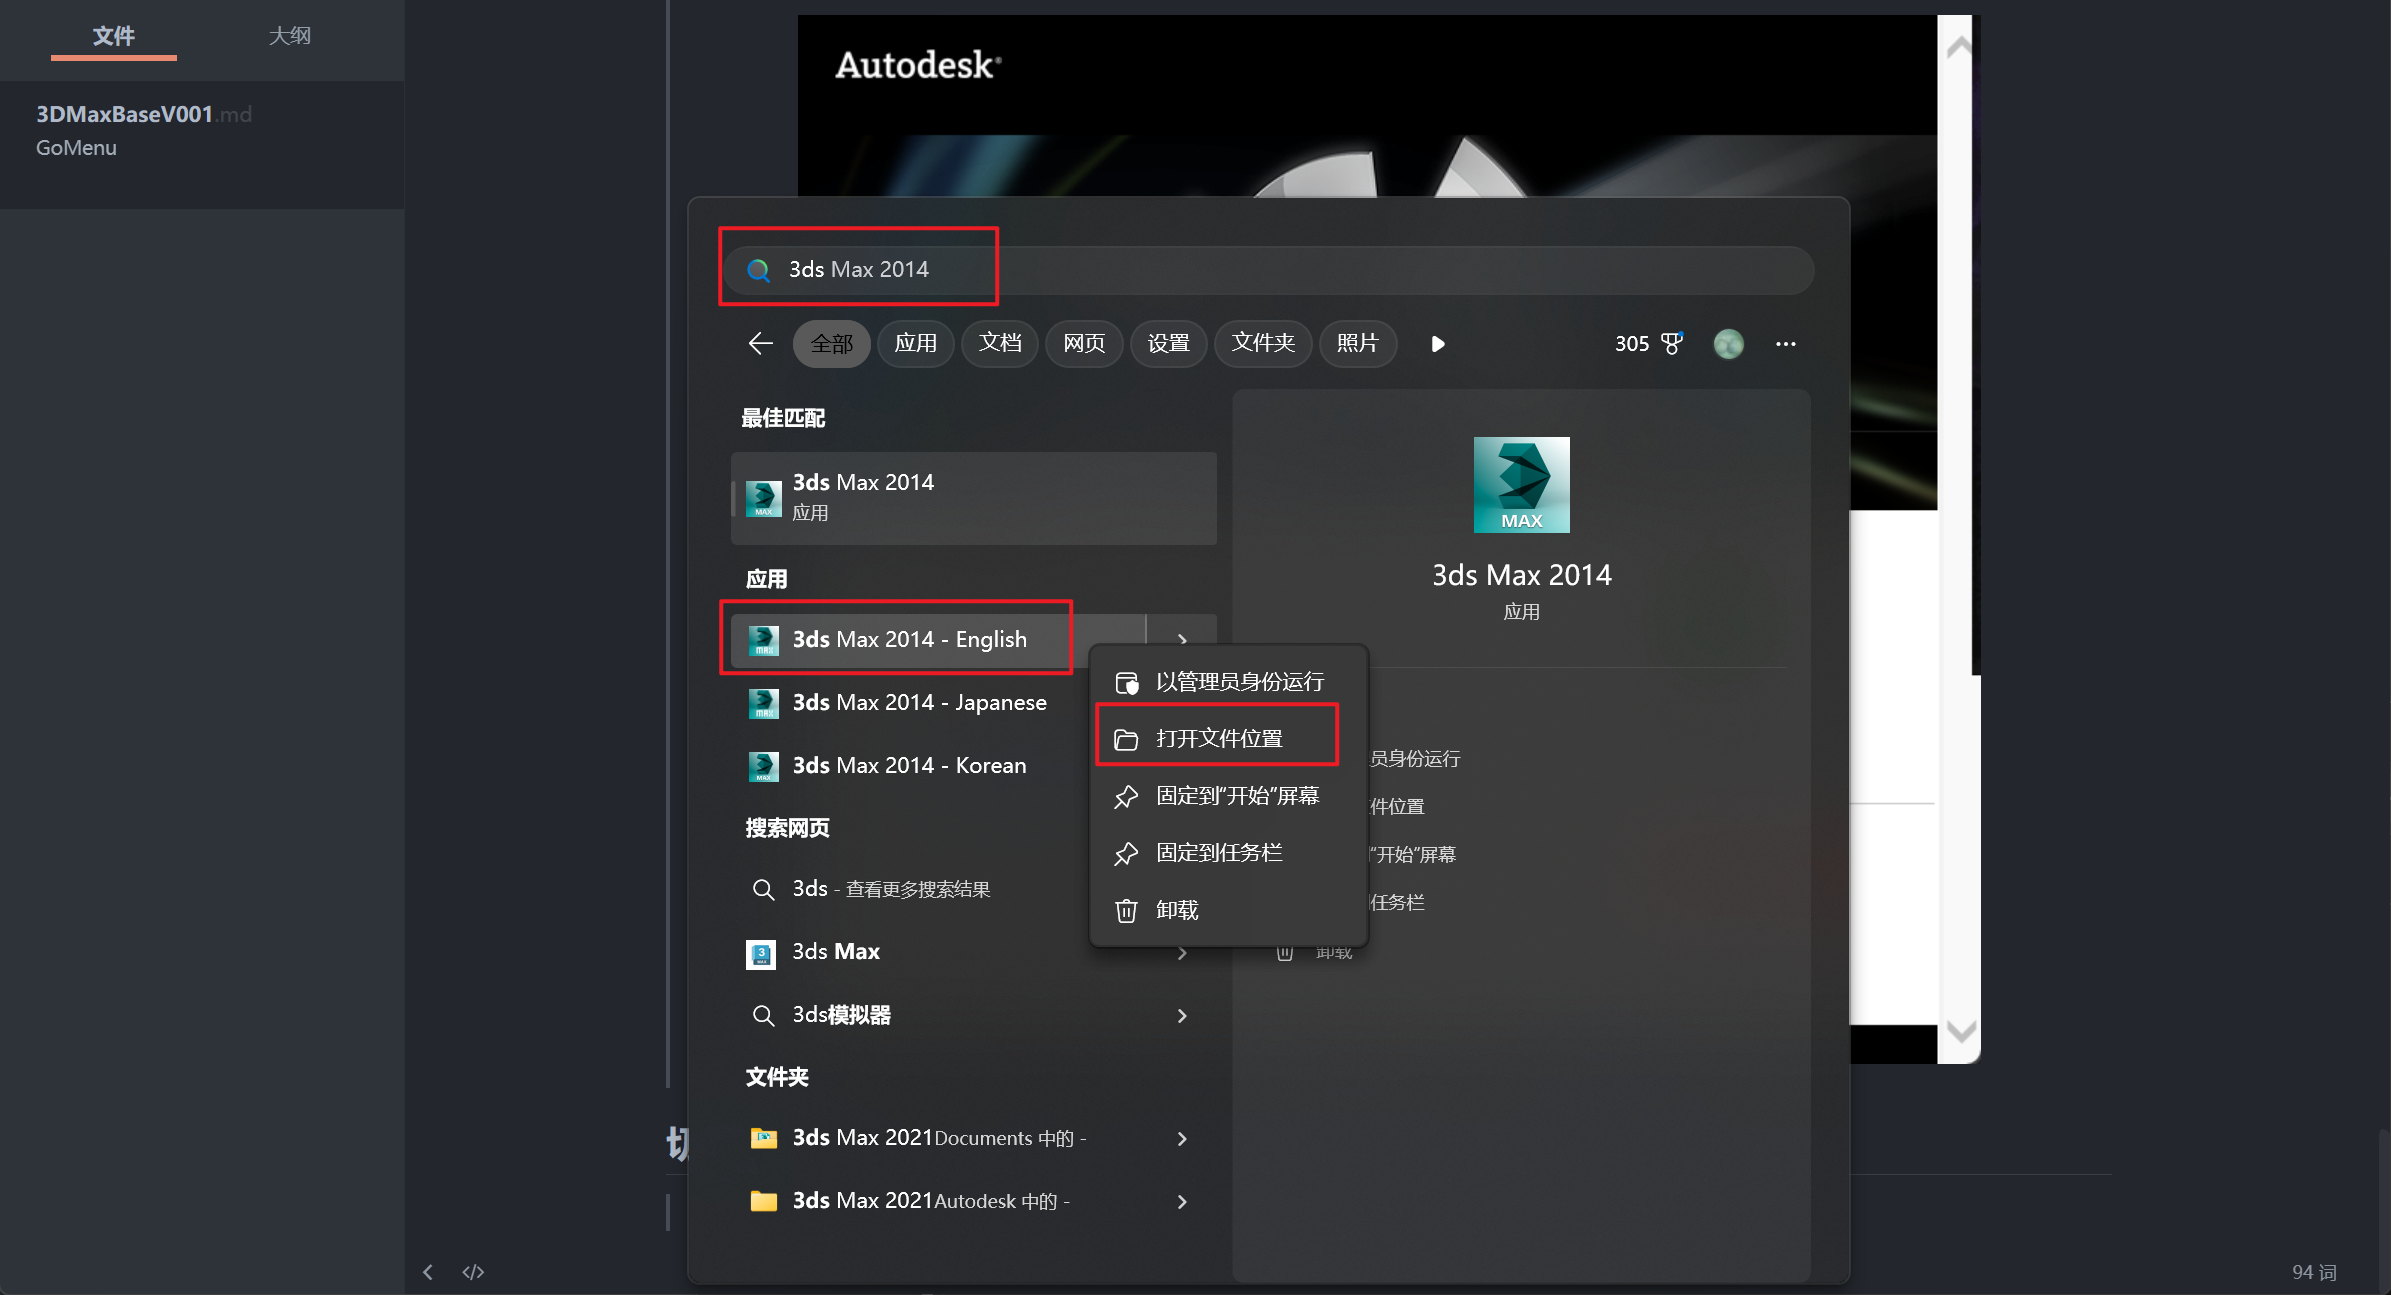 文件
大纲
3DMaxBaseV001.md
GoMenu
Autodesk®
3ds Max 2014
全部
应用
文档
网页
设置
文件夹
照片
305
最佳匹配
3ds Max 2014
应用
应用
3ds Max 2014 - English
3ds Max 2014 - Japanese
3ds Max 2014 - Korean
搜索网页
3ds - 查看更多搜索结果
3ds Max
3ds模拟器
文件夹
3ds Max 2021Documents 中的 -
3ds Max 2021Autodesk 中的 -
MAX
3ds Max 2014
应用
以管理员身份运行
打开文件位置
固定到“开始”屏幕
固定到任务栏
卸载
员身份运行
件位置
“开始”屏幕
任务栏
卸载
切
94 词